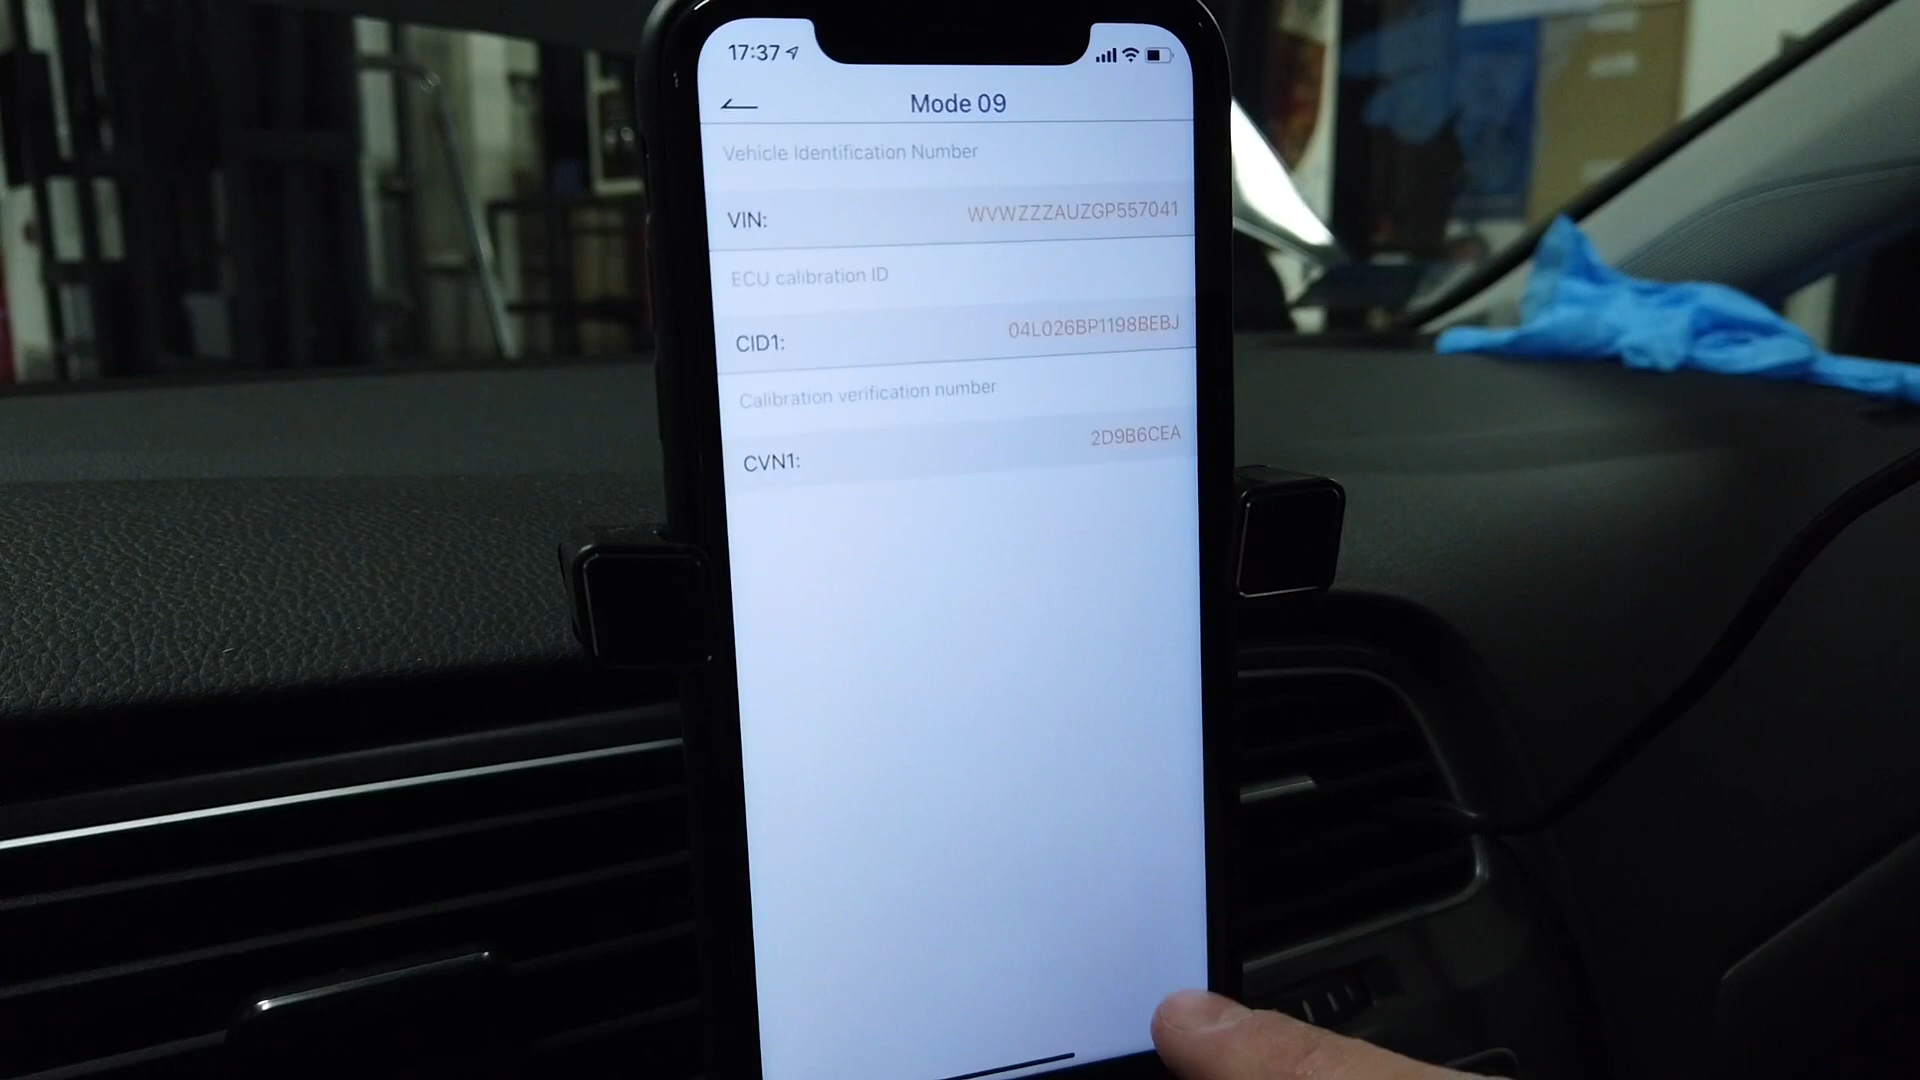 17:37
Mode 09
Vehicle Identification Number
VIN: WVWZZZAUZGP557041
ECU calibration ID
CID1: 04L026BP1198BEBJ
Calibration verification number
CVN1: 2D9B6CEA